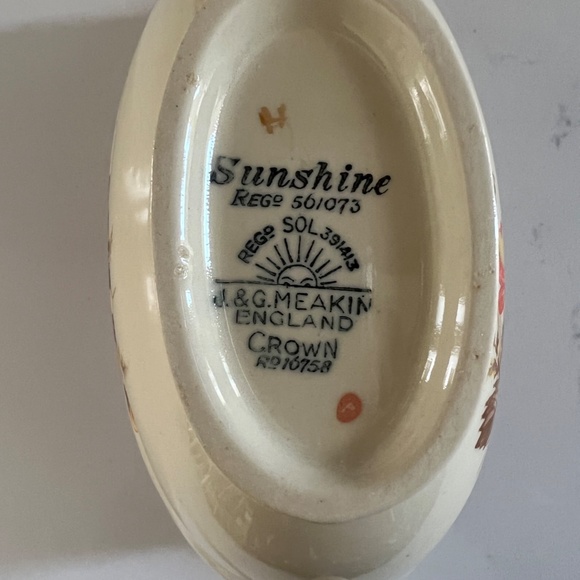 H
Sunshine
REGD 561073
REGD SOL 391413
J.&G. MEAKIN
ENGLAND
CROWN
RD 16758